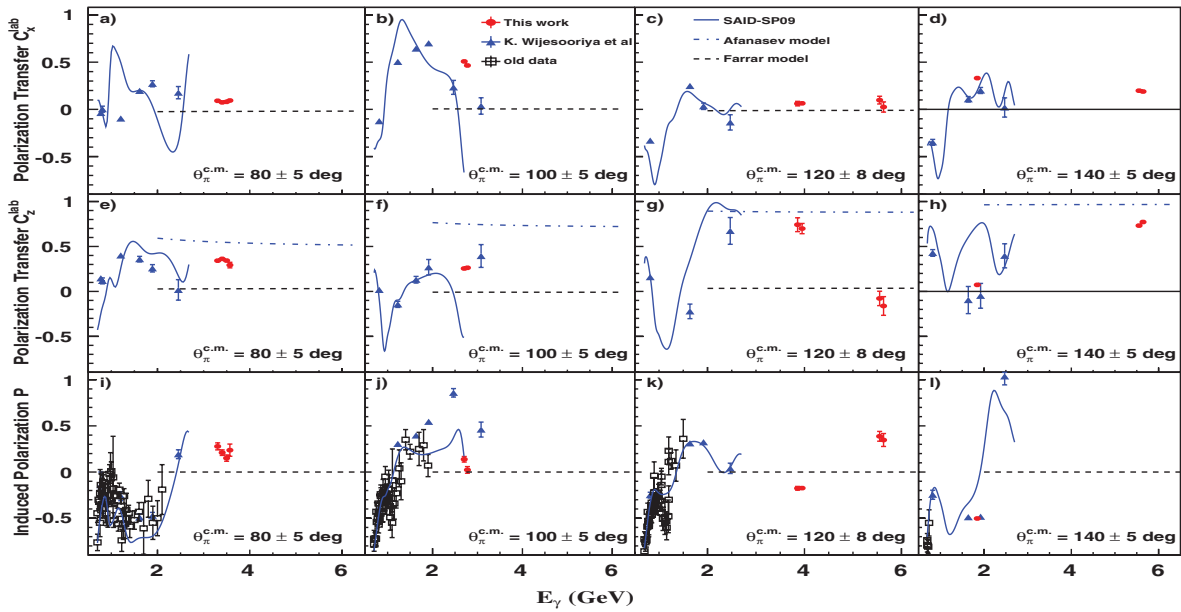 Polarization Transfer C_x^lab
1
0.5
0
-0.5
a)
θ_π^c.m. = 80 ± 5 deg
b)
This work
K. Wijesooriya et al
old data
θ_π^c.m. = 100 ± 5 deg
c)
SAID-SP09
Afanasev model
Farrar model
θ_π^c.m. = 120 ± 8 deg
d)
θ_π^c.m. = 140 ± 5 deg
Polarization Transfer C_z^lab
1
0.5
0
-0.5
e)
θ_π^c.m. = 80 ± 5 deg
f)
θ_π^c.m. = 100 ± 5 deg
g)
θ_π^c.m. = 120 ± 8 deg
h)
θ_π^c.m. = 140 ± 5 deg
Induced Polarization P
1
0.5
0
-0.5
i)
θ_π^c.m. = 80 ± 5 deg
j)
θ_π^c.m. = 100 ± 5 deg
k)
θ_π^c.m. = 120 ± 8 deg
l)
θ_π^c.m. = 140 ± 5 deg
2 4 6 2 4 6 2 4 6 2 4 6
E_γ (GeV)